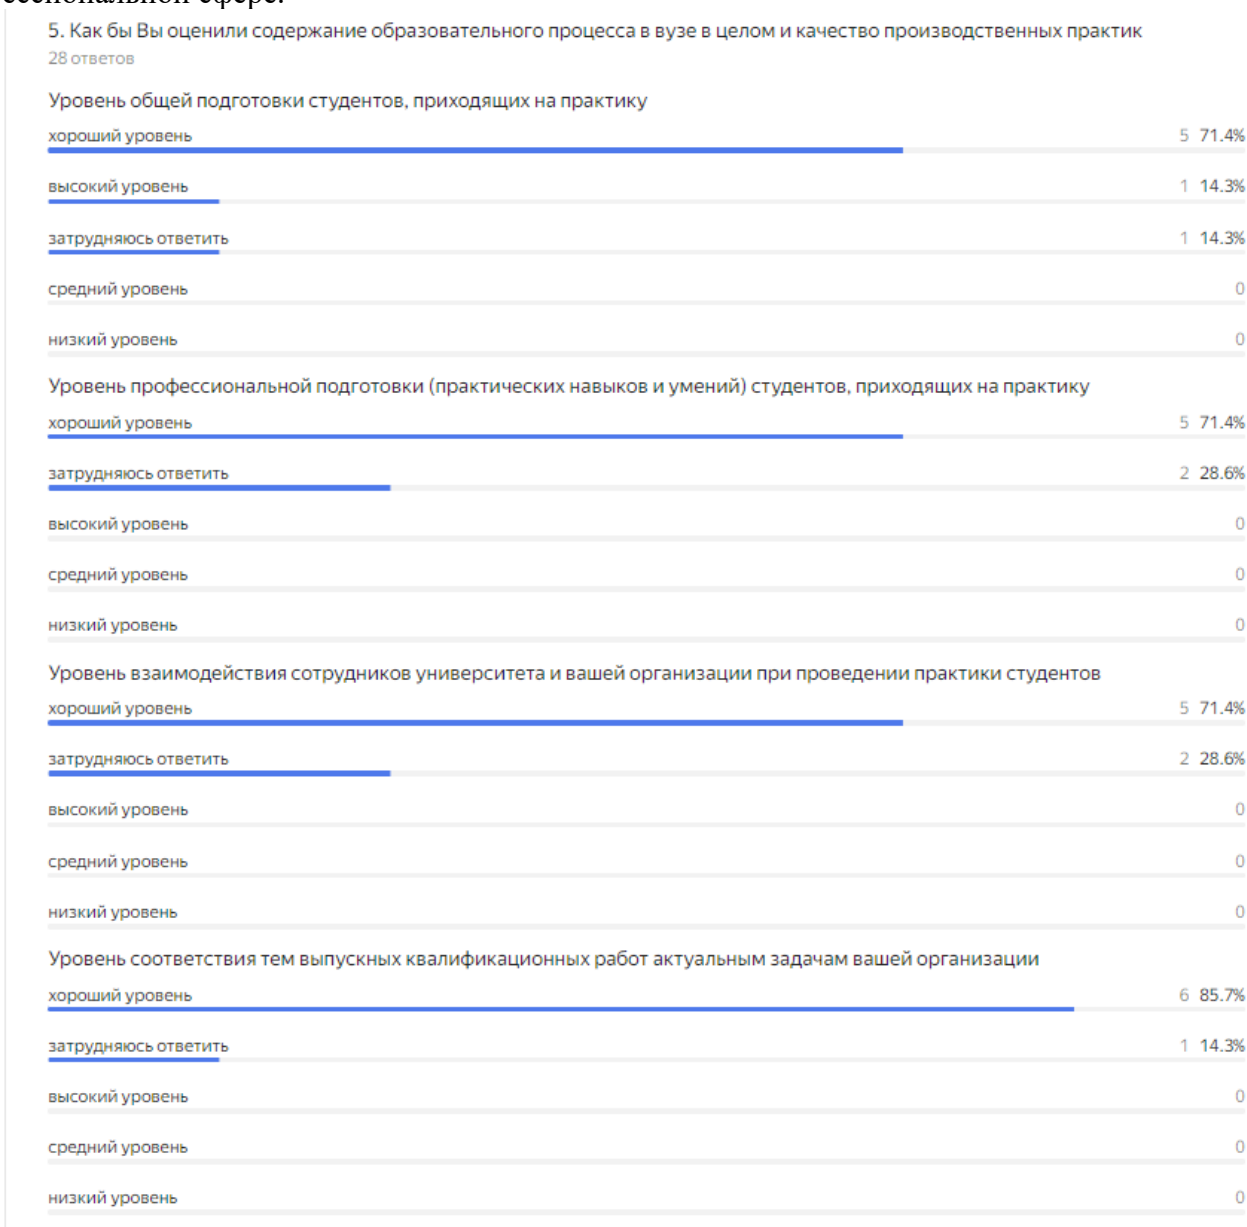 ессиональной сфере.
5. Как бы Вы оценили содержание образовательного процесса в вузе в целом и качество производственных практик
28 ответов
Уровень общей подготовки студентов, приходящих на практику
хороший уровень 5 71.4%
высокий уровень 1 14.3%
затрудняюсь ответить 1 14.3%
средний уровень 0
низкий уровень 0
Уровень профессиональной подготовки (практических навыков и умений) студентов, приходящих на практику
хороший уровень 5 71.4%
затрудняюсь ответить 2 28.6%
высокий уровень 0
средний уровень 0
низкий уровень 0
Уровень взаимодействия сотрудников университета и вашей организации при проведении практики студентов
хороший уровень 5 71.4%
затрудняюсь ответить 2 28.6%
высокий уровень 0
средний уровень 0
низкий уровень 0
Уровень соответствия тем выпускных квалификационных работ актуальным задачам вашей организации
хороший уровень 6 85.7%
затрудняюсь ответить 1 14.3%
высокий уровень 0
средний уровень 0
низкий уровень 0